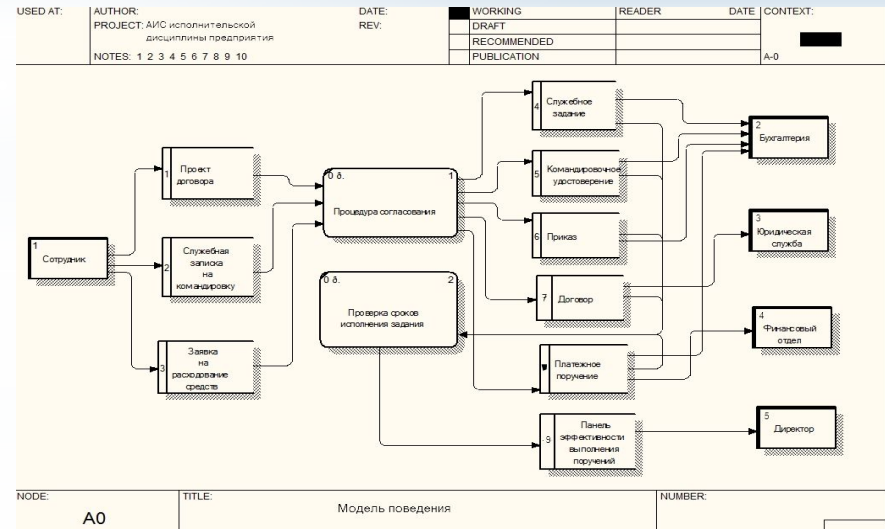 USED AT:
AUTHOR:
DATE:
WORKING
READER
DATE
CONTEXT:
PROJECT: АИС исполнительской
REV:
DRAFT
дисциплины предприятия
RECOMMENDED
NOTES: 1 2 3 4 5 6 7 8 9 10
PUBLICATION
A-0
1
Сотрудник
1
Проект
договора
2
Служебная
записка
на
командировку
3
Заявка
на
расходование
средств
0 р.
1
Процедура согласования
0 р.
2
Проверка сроков
исполнения задания
4
Служебное
задание
5
Командировочное
удостоверение
6
Приказ
7
Договор
Платежное
поручение
9
Панель
эффективности
выполнения
поручений
2
Бухгалтерия
3
Юридическая
служба
4
Финансовый
отдел
5
Директор
NODE:
TITLE:
NUMBER:
A0
Модель поведения